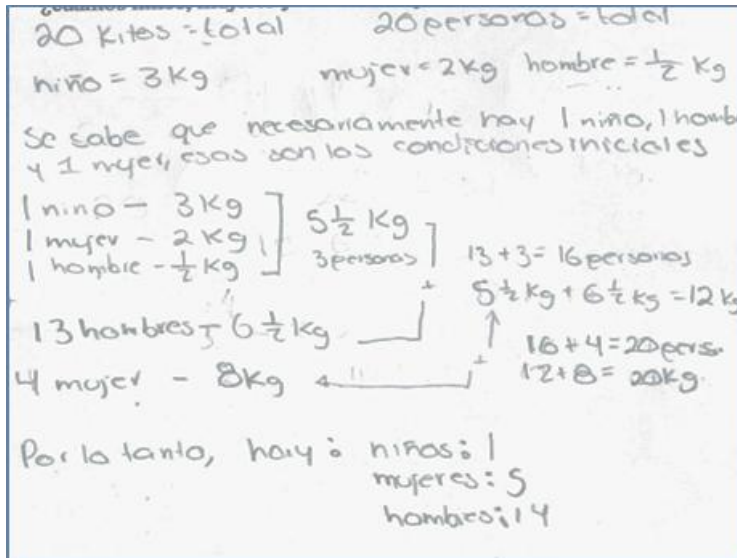 20 Kilos = total 20 personas = total
niño = 3 Kg mujer = 2 Kg hombre = 1/2 Kg
Se sabe que necesariamente hay 1 niño, 1 homb
y 1 mujer, esas son las condiciones iniciales
1 nino - 3 Kg
1 mujer - 2 Kg
1 hombre - 1/2 Kg
5 1/2 Kg
3 personas
+
13 hombres - 6 1/2 Kg
13 + 3 = 16 personas
5 1/2 Kg + 6 1/2 Kg = 12 Kg
+
16 + 4 = 20 pers.
12 + 8 = 20 Kg.
4 mujer - 8 Kg
Por lo tanto, hay: niños: 1
mujeres: 5
hombres: 14